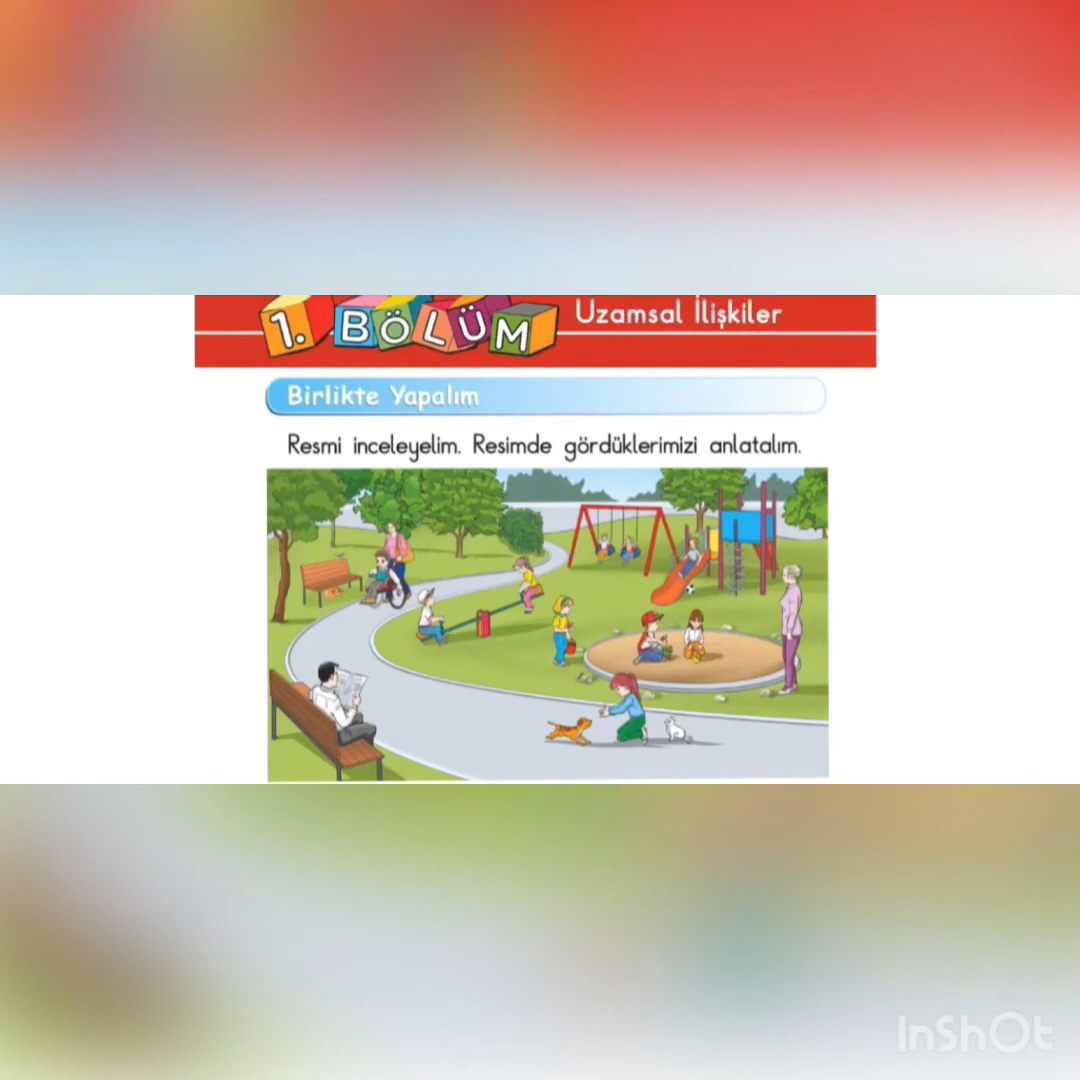 1. BÖLÜM
Uzamsal İlişkiler
Birlikte Yapalım
Resmi inceleyelim. Resimde gördüklerimizi anlatalım.
InShOt